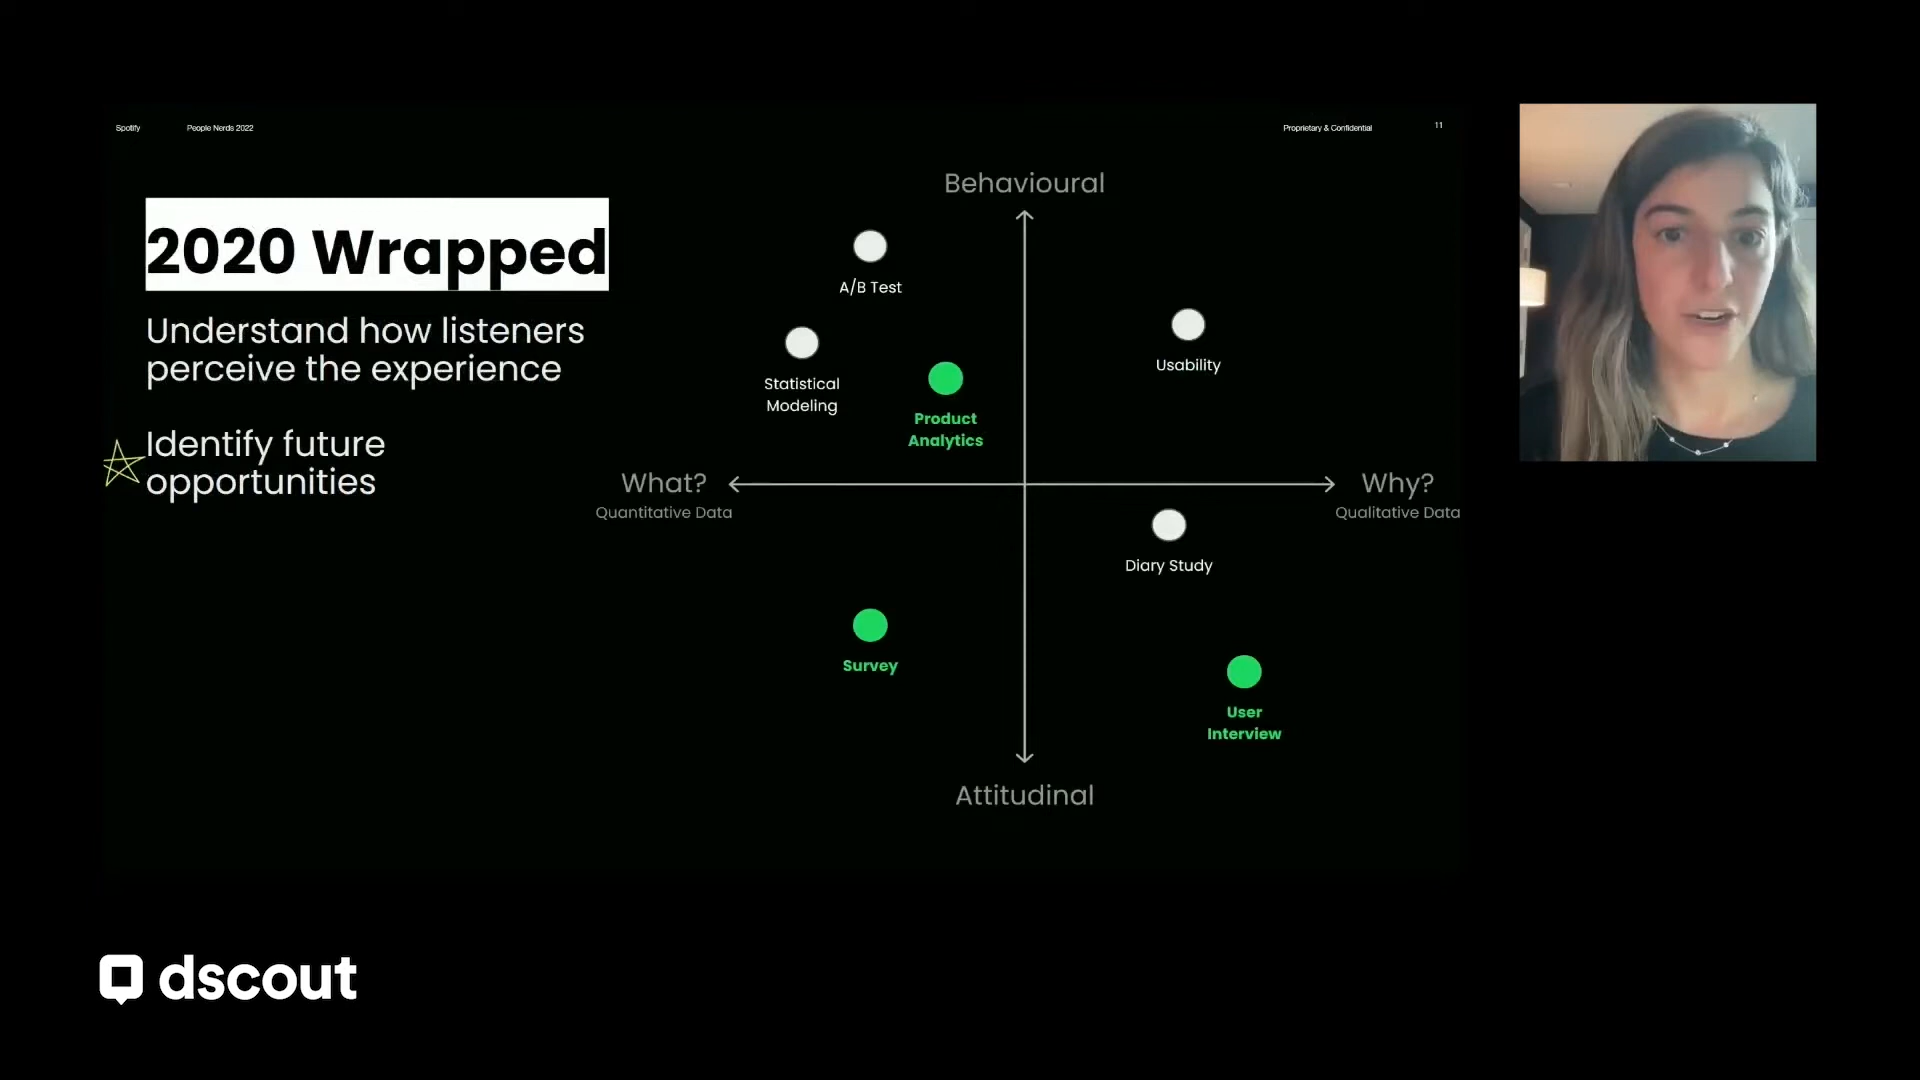 Spotify
People Nerds 2022
Proprietary & Confidential
11
2020 Wrapped
Understand how listeners
perceive the experience
Identify future
opportunities
Behavioural
A/B Test
Statistical
Modeling
Product
Analytics
Usability
What?
Quantitative Data
Why?
Qualitative Data
Diary Study
Survey
User
Interview
Attitudinal
dscout